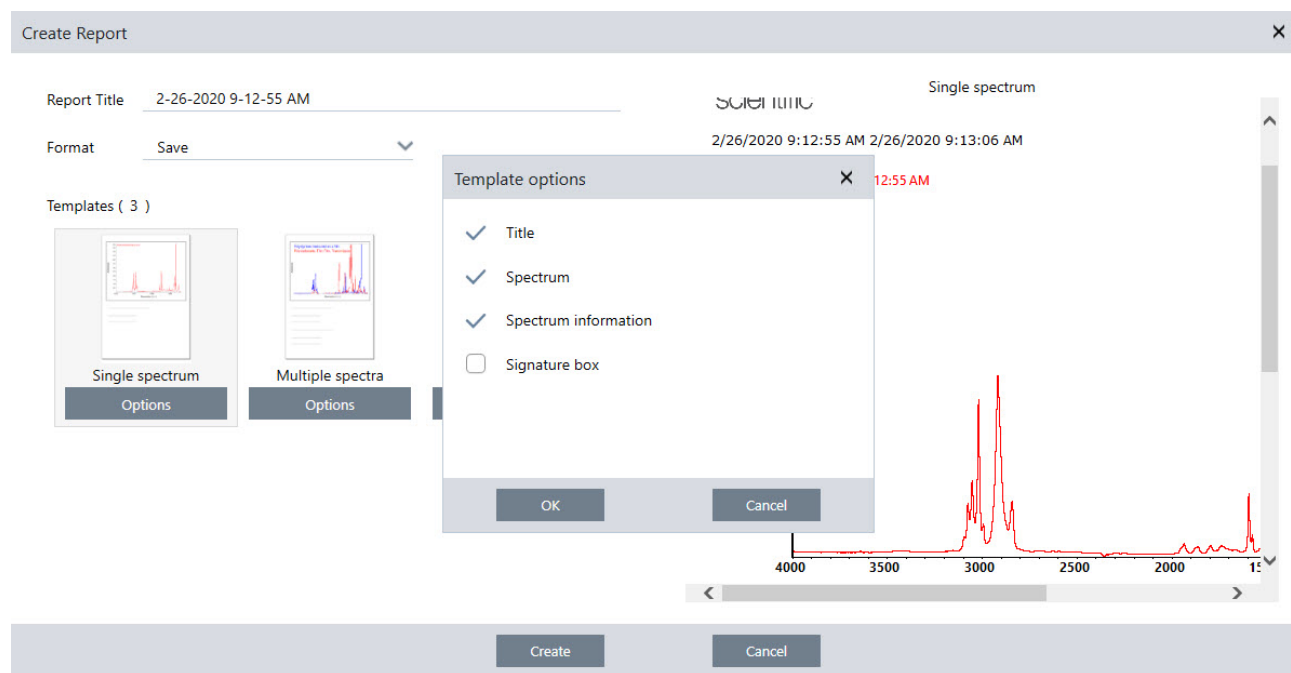 Create Report
Report Title 2-26-2020 9-12-55 AM
Format Save
Templates ( 3 )
Single spectrum
Options
Multiple spectra
Options
Template options
Title
Spectrum
Spectrum information
Signature box
OK Cancel
Single spectrum
2/26/2020 9:12:55 AM 2/26/2020 9:13:06 AM
12:55 AM
4000 3500 3000 2500 2000
Create Cancel